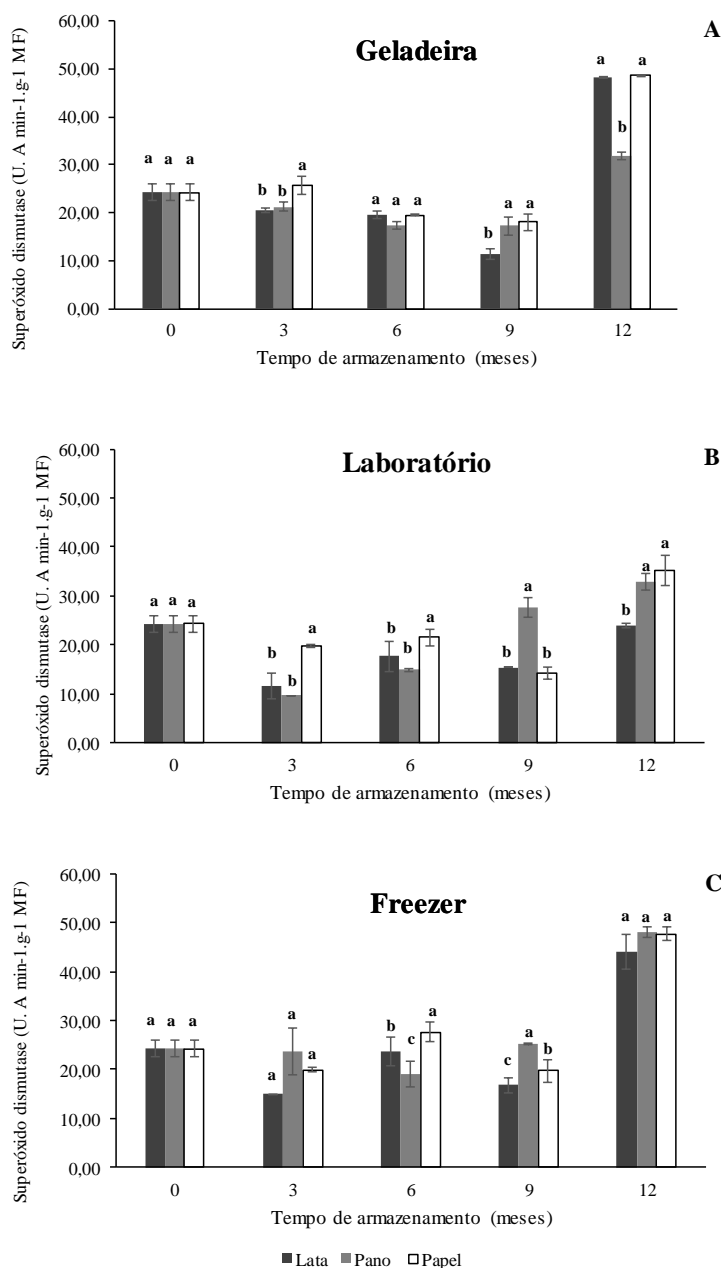 A
Geladeira
Superóxido dismutase (U. A min-1.g-1 MF)
60,00
50,00
40,00
30,00
20,00
10,00
0,00
a a a
b b a
a a a
b a a
a b a
0 3 6 9 12
Tempo de armazenamento (meses)
B
Laboratório
Superóxido dismutase (U. A min-1.g-1 MF)
60,00
50,00
40,00
30,00
20,00
10,00
0,00
a a a
b b a
b b a
b a b
b a a
0 3 6 9 12
Tempo de armazenamento (meses)
C
Freezer
Superóxido dismutase (U. A min-1.g-1 MF)
60,00
50,00
40,00
30,00
20,00
10,00
0,00
a a a
a a a
b c a
c a b
a a a
0 3 6 9 12
Tempo de armazenamento (meses)
Lata Pano Papel